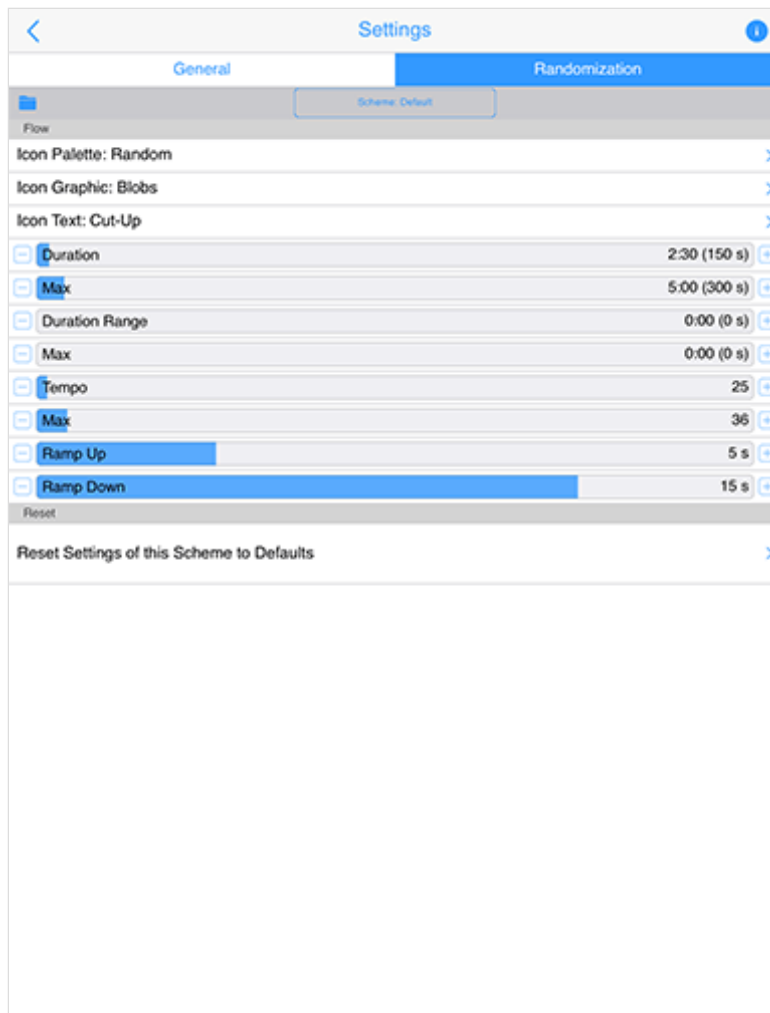 Settings
General
Randomization
Scheme: Default
Flow
Icon Palette: Random
Icon Graphic: Blobs
Icon Text: Cut-Up
Duration 2:30 (150 s)
Max 5:00 (300 s)
Duration Range 0:00 (0 s)
Max 0:00 (0 s)
Tempo 25
Max 36
Ramp Up 5 s
Ramp Down 15 s
Reset
Reset Settings of this Scheme to Defaults